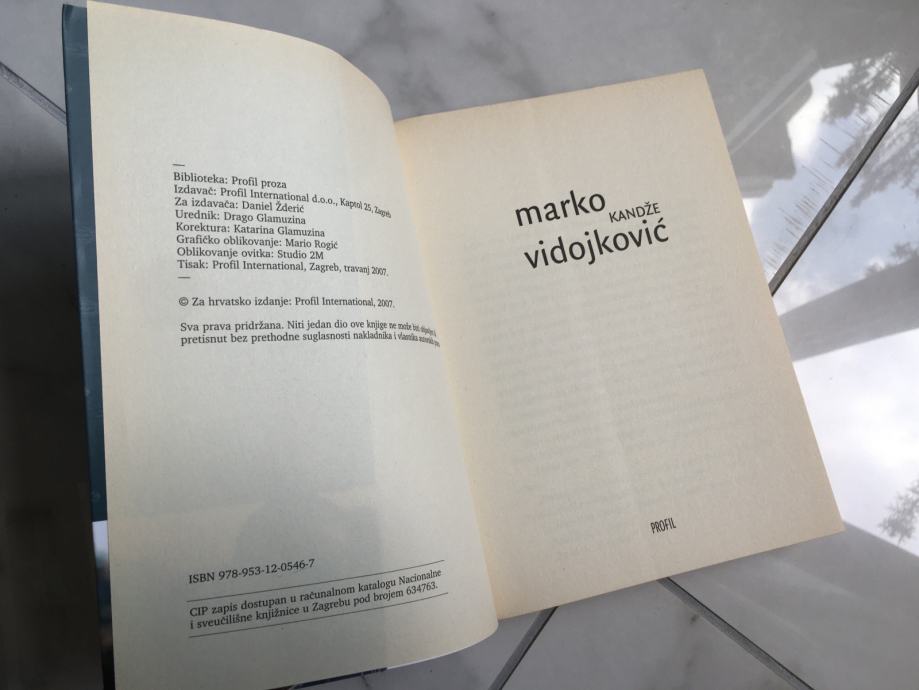 Biblioteka: Profil proza
Izdavač: Profil International d.o.o., Kaptol 25, Zagreb
Za izdavača: Daniel Žderić
Urednik: Drago Glamuzina
Korektura: Katarina Glamuzina
Grafičko oblikovanje: Mario Rogić
Oblikovanje ovitka: Studio 2M
Tisak: Profil International, Zagreb, travanj 2007.
© Za hrvatsko izdanje: Profil International, 2007.
Sva prava pridržana. Niti jedan dio ove knjige ne može biti
pretisnut bez prethodne suglasnosti nakladnika i vlasnika
ISBN 978-953-12-0546-7
CIP zapis dostupan u računalnom katalogu Nacionalne
i sveučilišne knjižnice u Zagrebu pod brojem 634763.
marko
KANDŽE
vidojković
PROFIL